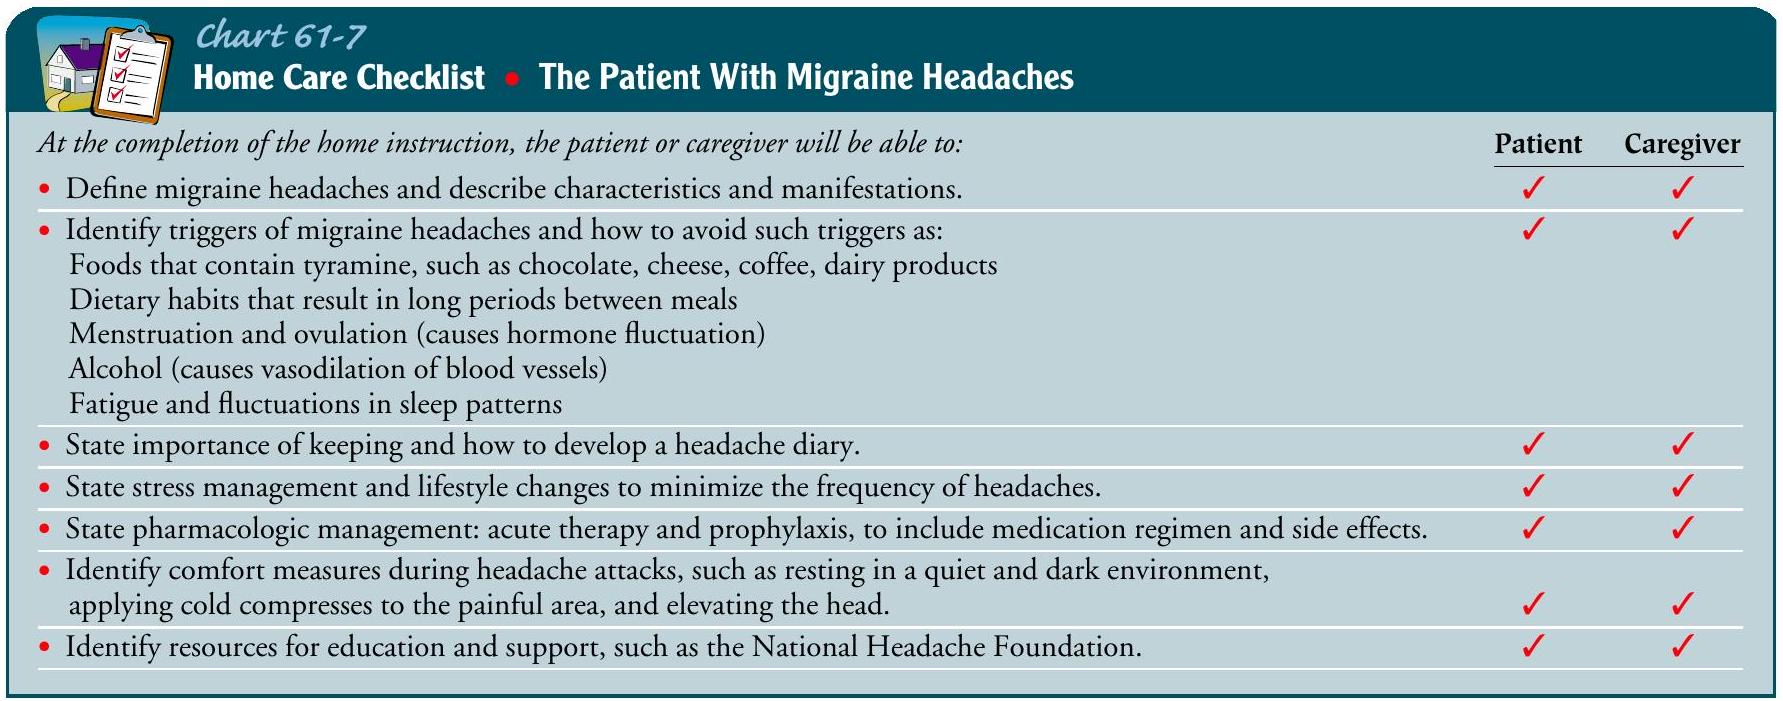 Chart 61-7
Home Care Checklist • The Patient With Migraine Headaches
At the completion of the home instruction, the patient or caregiver will be able to: Patient Caregiver
• Define migraine headaches and describe characteristics and manifestations. ✓ ✓
• Identify triggers of migraine headaches and how to avoid such triggers as: ✓ ✓
Foods that contain tyramine, such as chocolate, cheese, coffee, dairy products
Dietary habits that result in long periods between meals
Menstruation and ovulation (causes hormone fluctuation)
Alcohol (causes vasodilation of blood vessels)
Fatigue and fluctuations in sleep patterns
• State importance of keeping and how to develop a headache diary. ✓ ✓
• State stress management and lifestyle changes to minimize the frequency of headaches. ✓ ✓
• State pharmacologic management: acute therapy and prophylaxis, to include medication regimen and side effects. ✓ ✓
• Identify comfort measures during headache attacks, such as resting in a quiet and dark environment,
applying cold compresses to the painful area, and elevating the head. ✓ ✓
• Identify resources for education and support, such as the National Headache Foundation. ✓ ✓